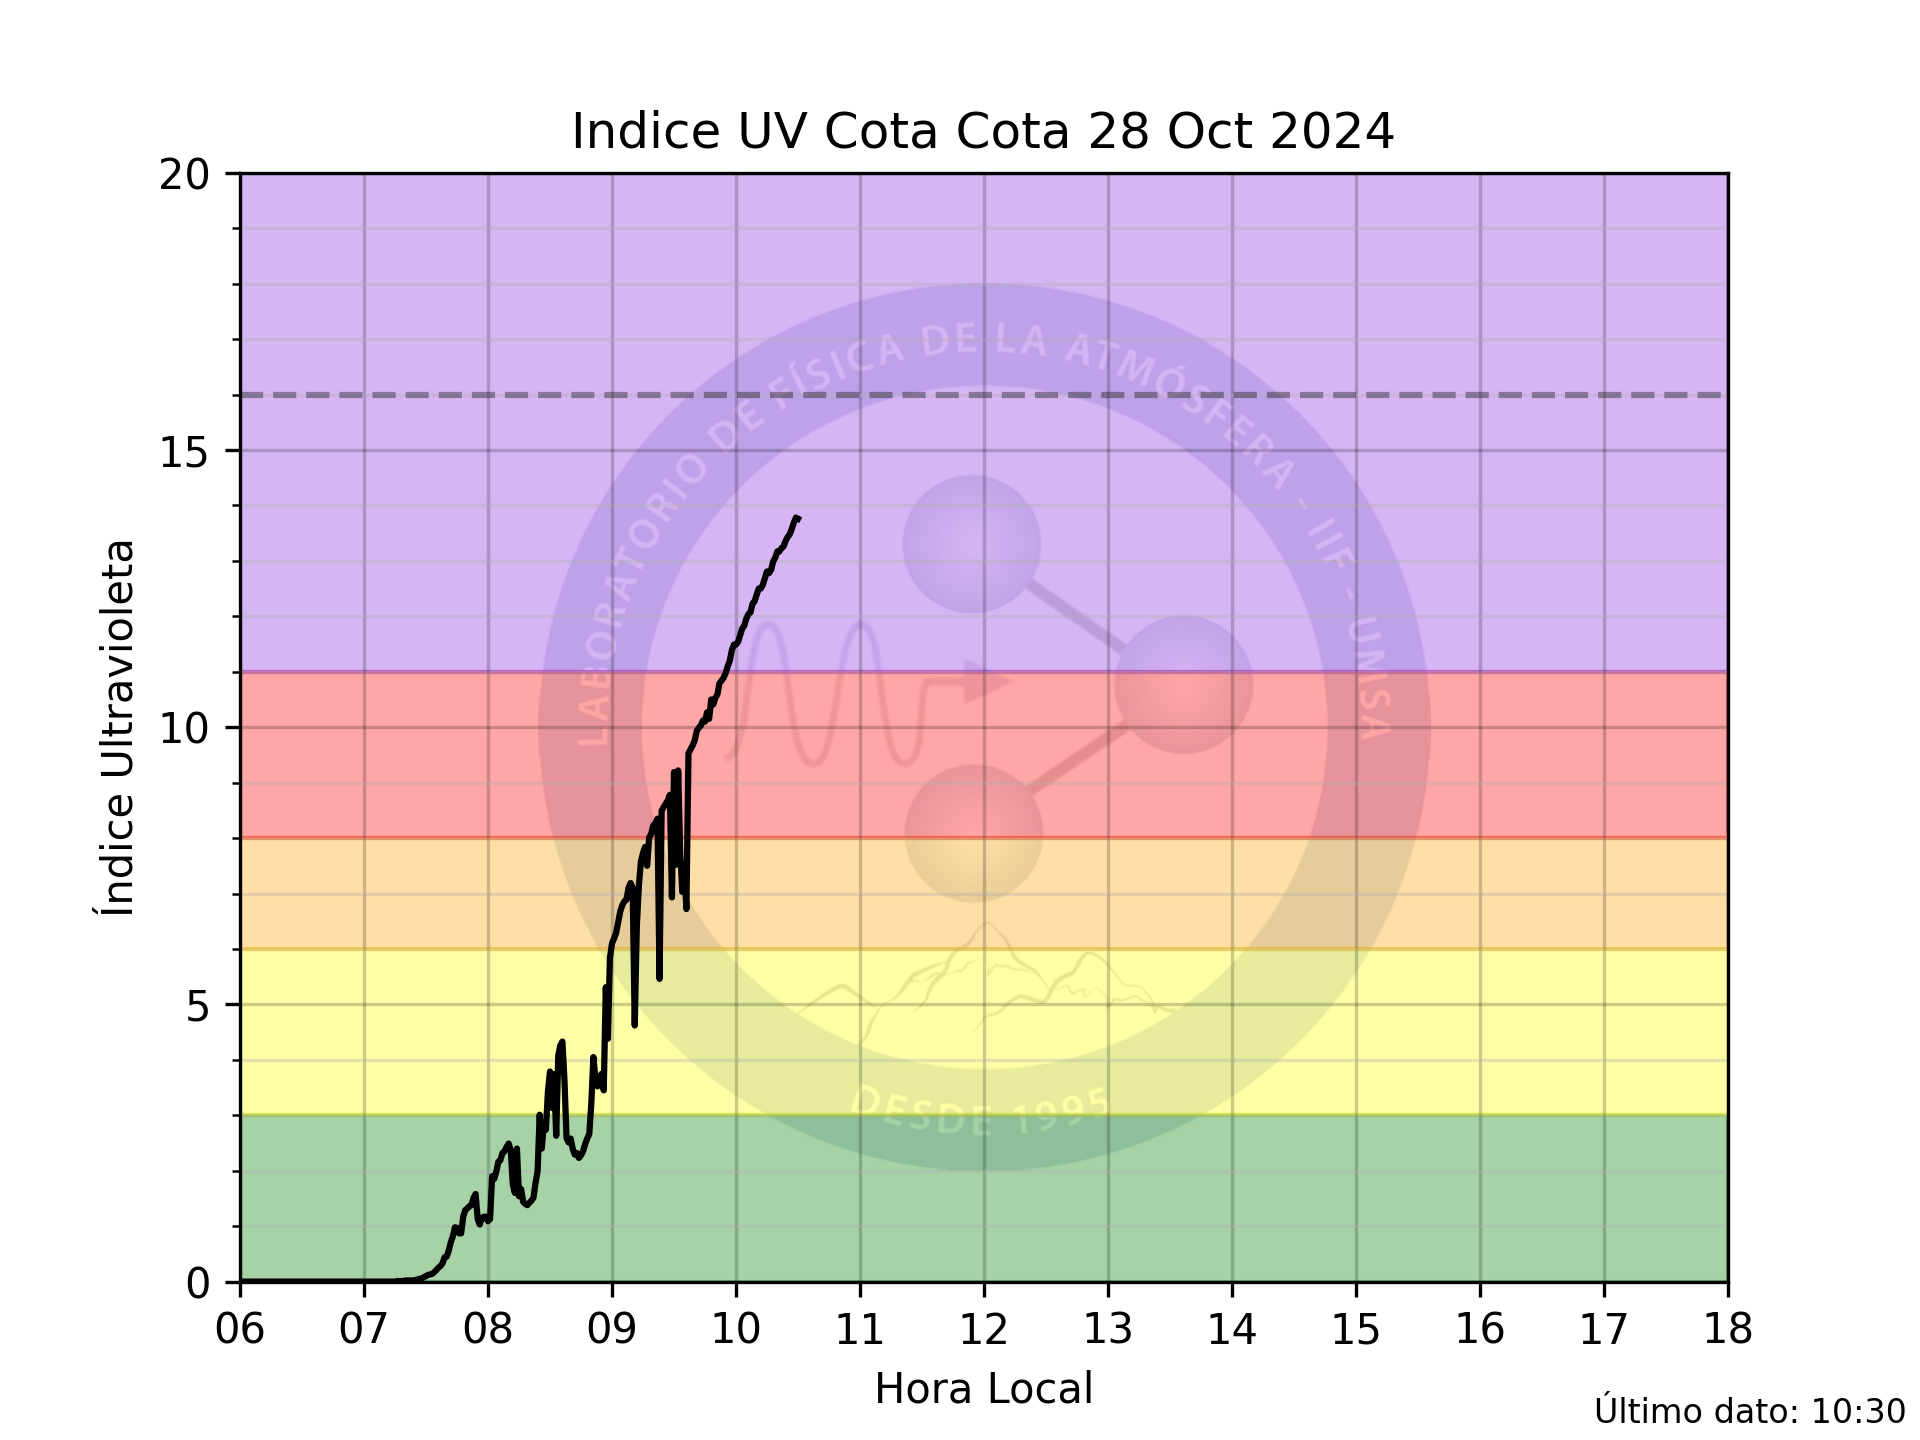 Indice UV Cota Cota 28 Oct 2024
20
15
10
5
0
Índice Ultravioleta
LABORATORIO DE FÍSICA DE LA ATMÓSFERA - IIF - UMSA
DESDE 1995
06 07 08 09 10 11 12 13 14 15 16 17 18
Hora Local
Último dato: 10:30